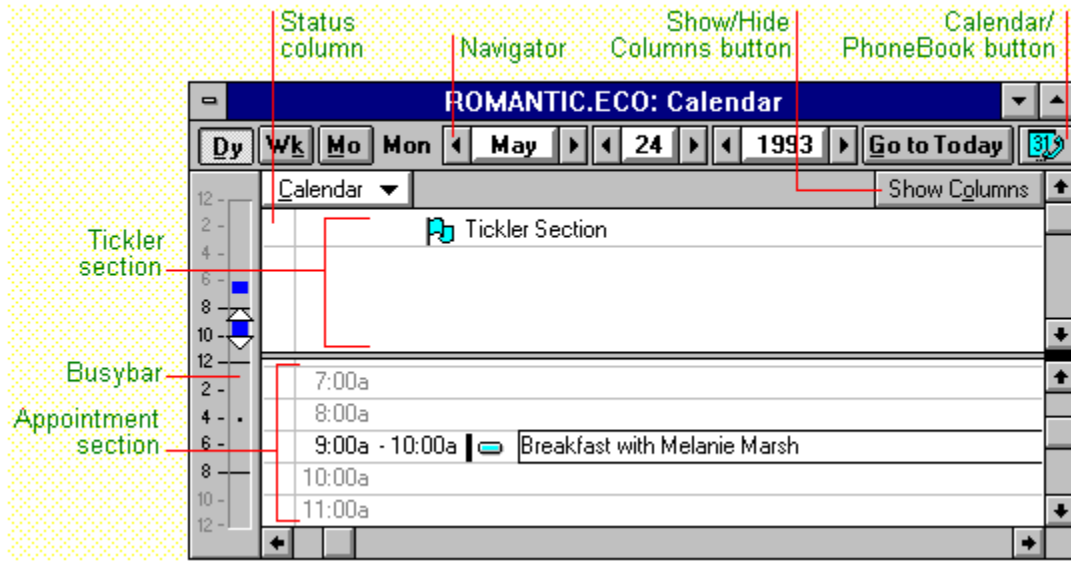 Status
column
Navigator
Show/Hide
Columns button
Calendar/
PhoneBook button
ROMANTIC.ECO: Calendar
Dy Wk Mo Mon May 24 1993 Go to Today 31
Calendar Show Columns
Tickler Section
Tickler
section
12
2
4
6
8
10
12
2
4
6
8
10
12
Busybar
Appointment
section
7:00a
8:00a
9:00a - 10:00a Breakfast with Melanie Marsh
10:00a
11:00a